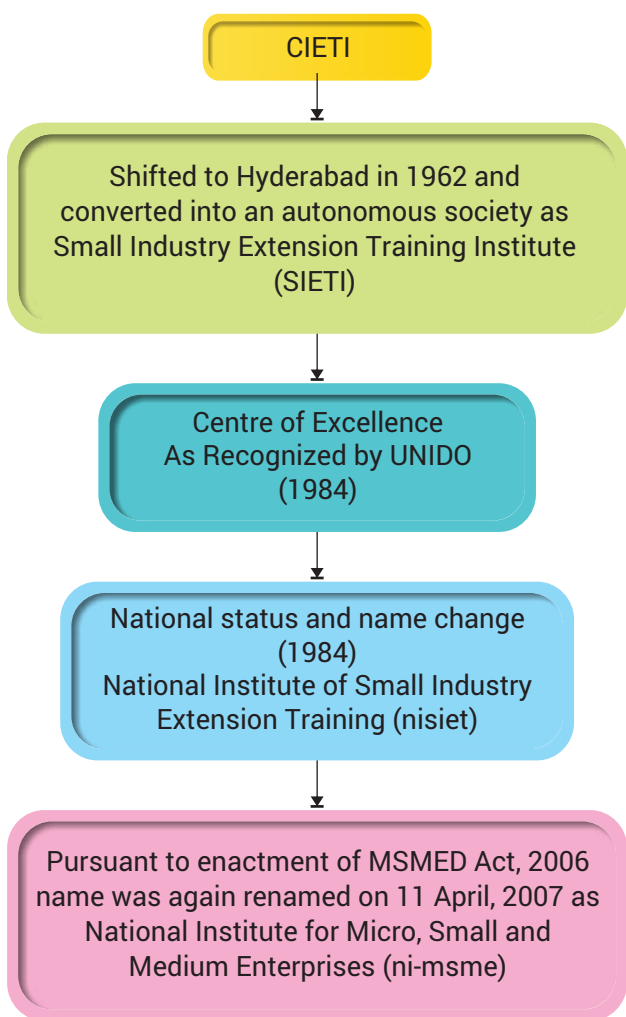 CIETI
Shifted to Hyderabad in 1962 and
converted into an autonomous society as
Small Industry Extension Training Institute
(SIETI)
Centre of Excellence
As Recognized by UNIDO
(1984)
National status and name change
(1984)
National Institute of Small Industry
Extension Training (nisiet)
Pursuant to enactment of MSMED Act, 2006
name was again renamed on 11 April, 2007 as
National Institute for Micro, Small and
Medium Enterprises (ni-msme)